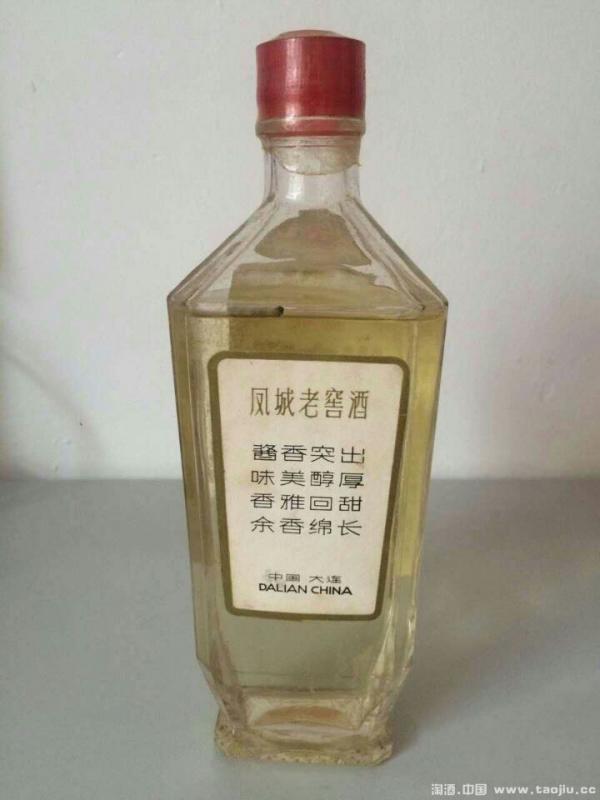 凤城老窖酒
酱香突出
味美醇厚
香雅回甜
余香绵长
中国 大连
DALIAN CHINA
淘酒.中国 www.taojiu.cc